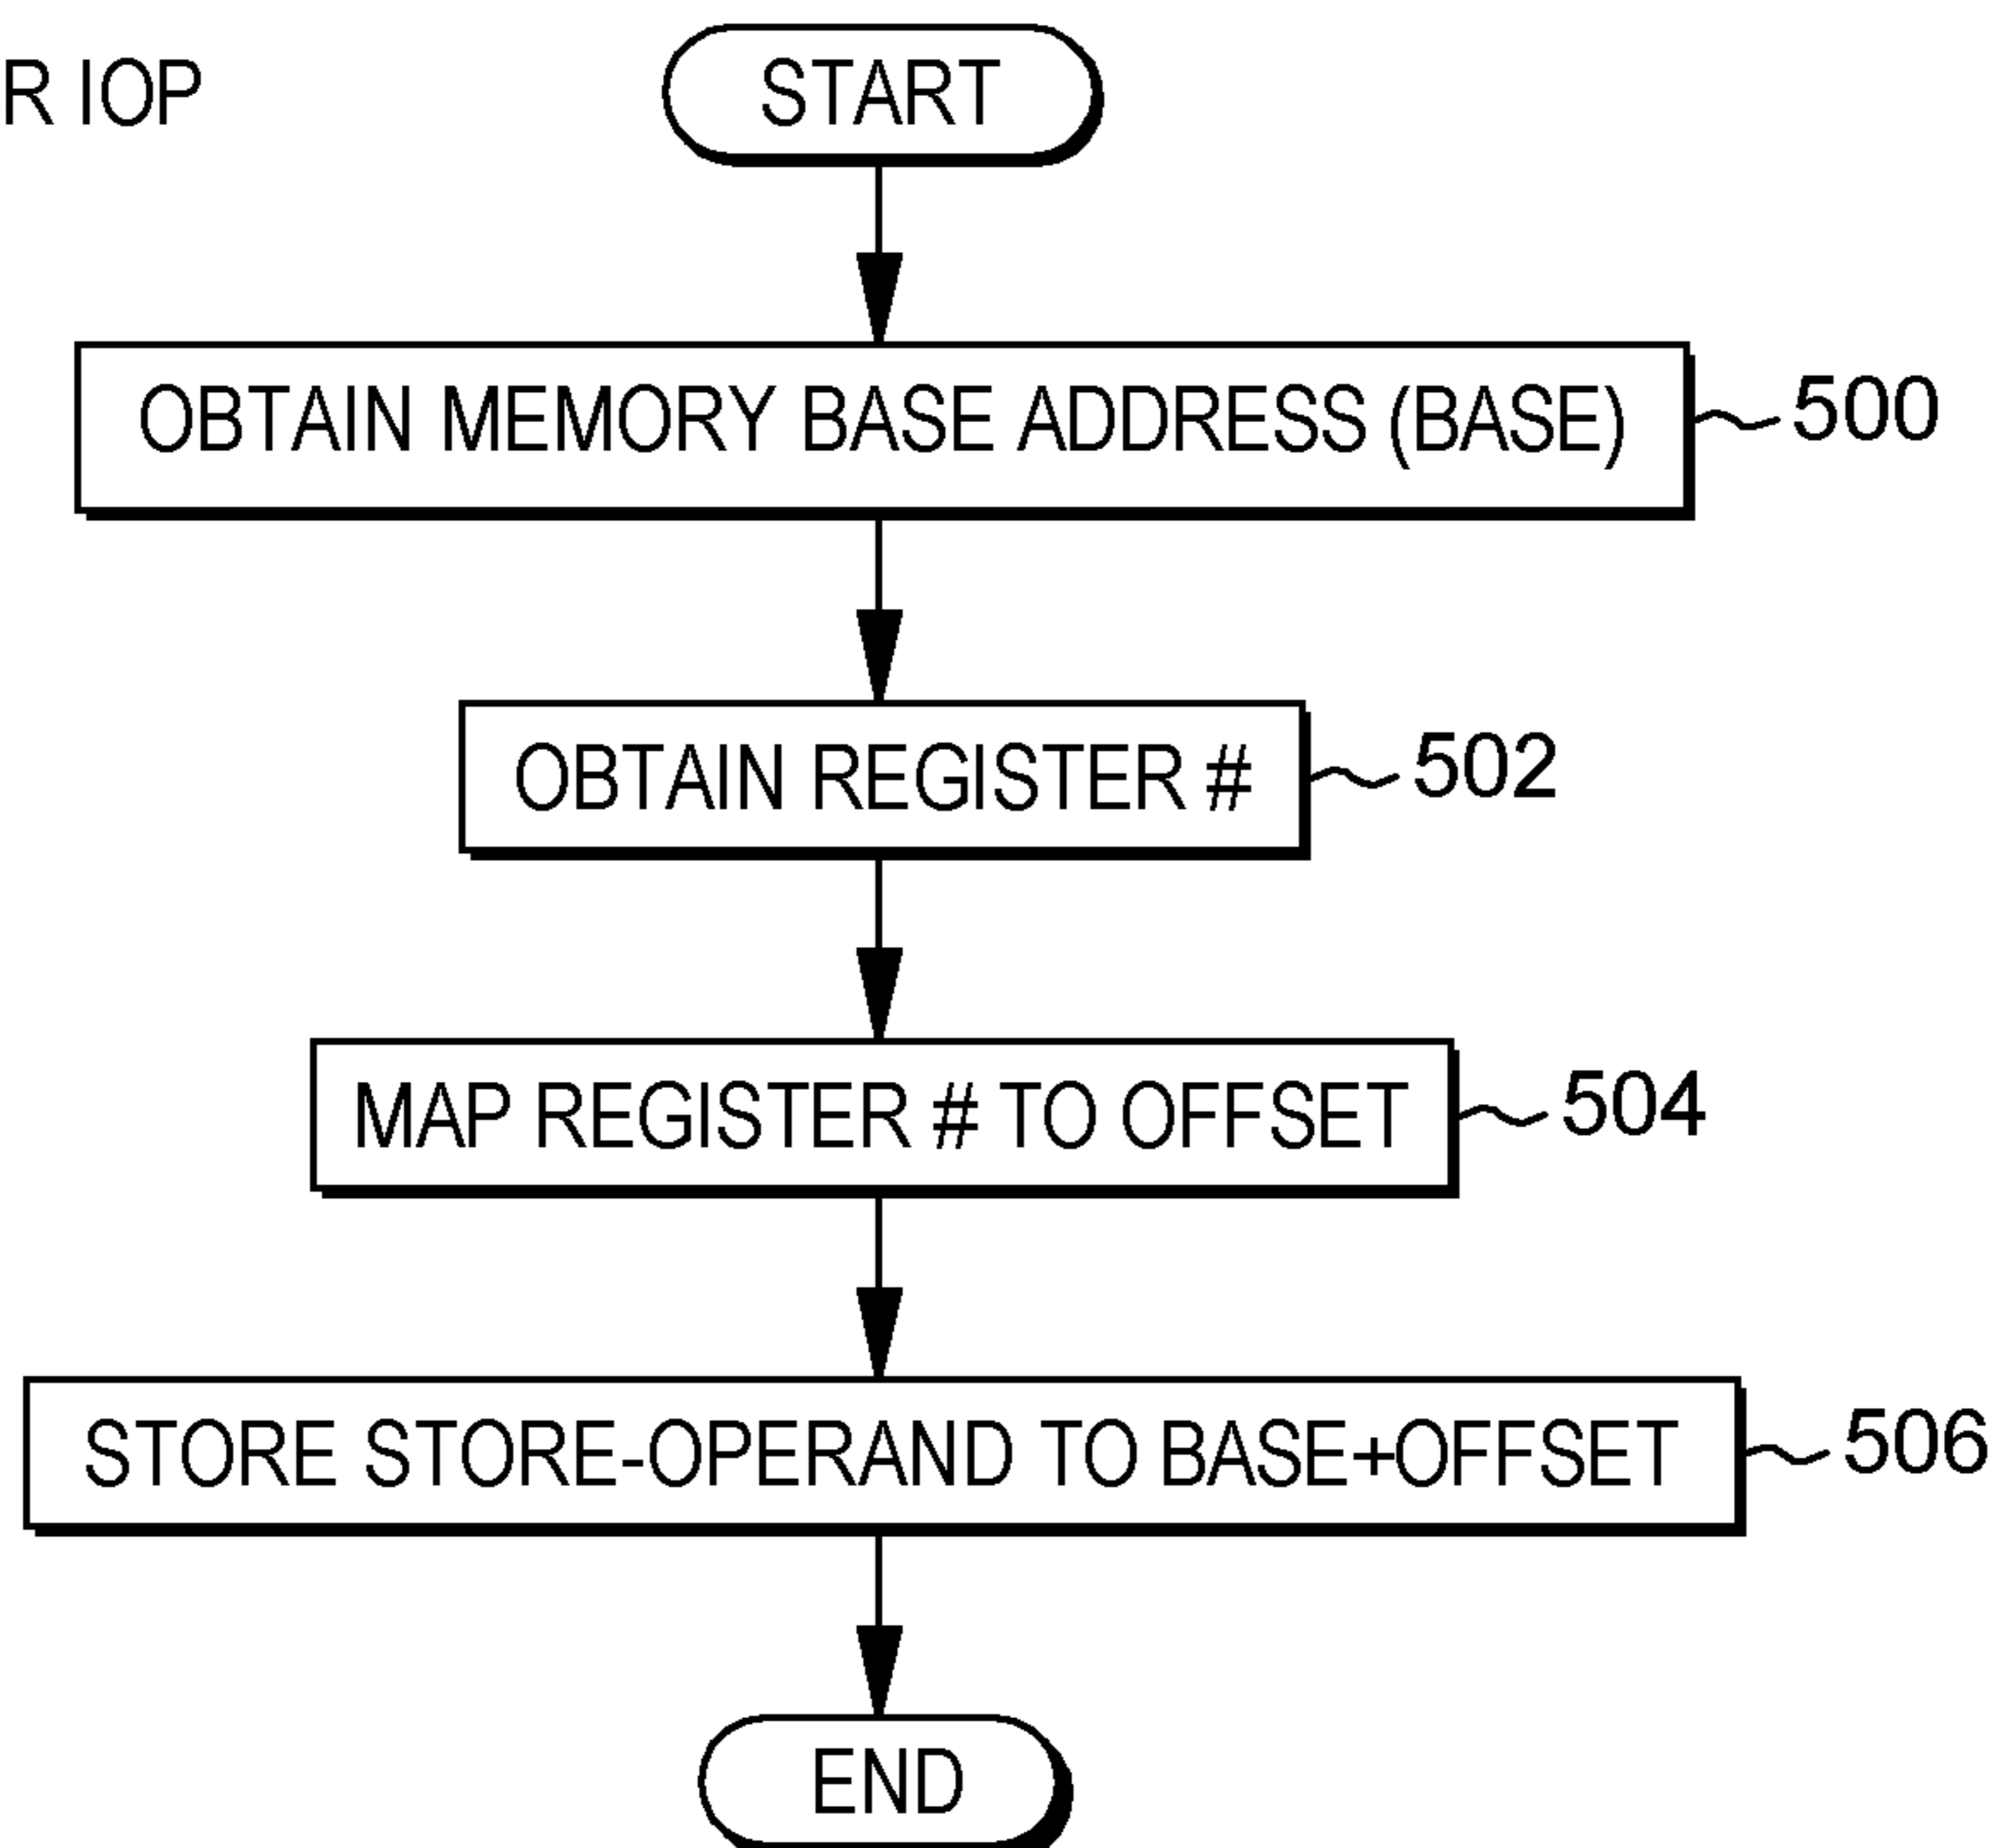 R IOP
START
OBTAIN MEMORY BASE ADDRESS (BASE)
500
OBTAIN REGISTER #
502
MAP REGISTER # TO OFFSET
504
STORE STORE-OPERAND TO BASE+OFFSET
506
END